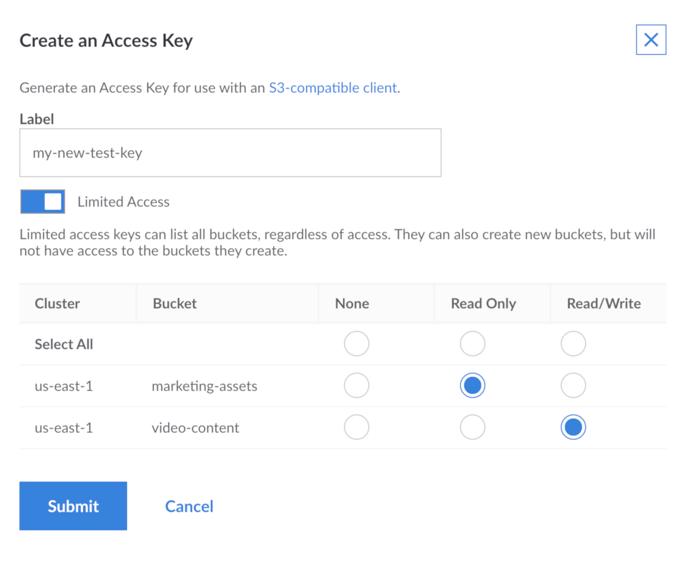 Create an Access Key
Generate an Access Key for use with an S3-compatible client.
Label
my-new-test-key
Limited Access
Limited access keys can list all buckets, regardless of access. They can also create new buckets, but will
not have access to the buckets they create.
Cluster Bucket None Read Only Read/Write
Select All
us-east-1 marketing-assets
us-east-1 video-content
Submit Cancel